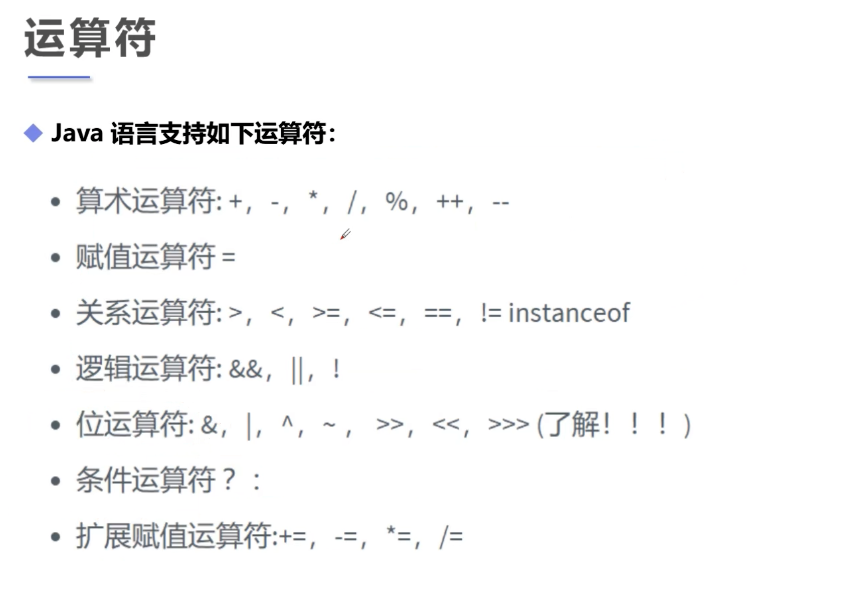 运算符
Java 语言支持如下运算符：
算术运算符: +，-，*，/，%，++，--
赋值运算符 =
关系运算符: >，<，>=，<=，==，!= instanceof
逻辑运算符: &&，||，!
位运算符: &，|，^，~ ， >>，<<，>>> (了解！！！)
条件运算符？：
扩展赋值运算符:+=，-=，*=，/=